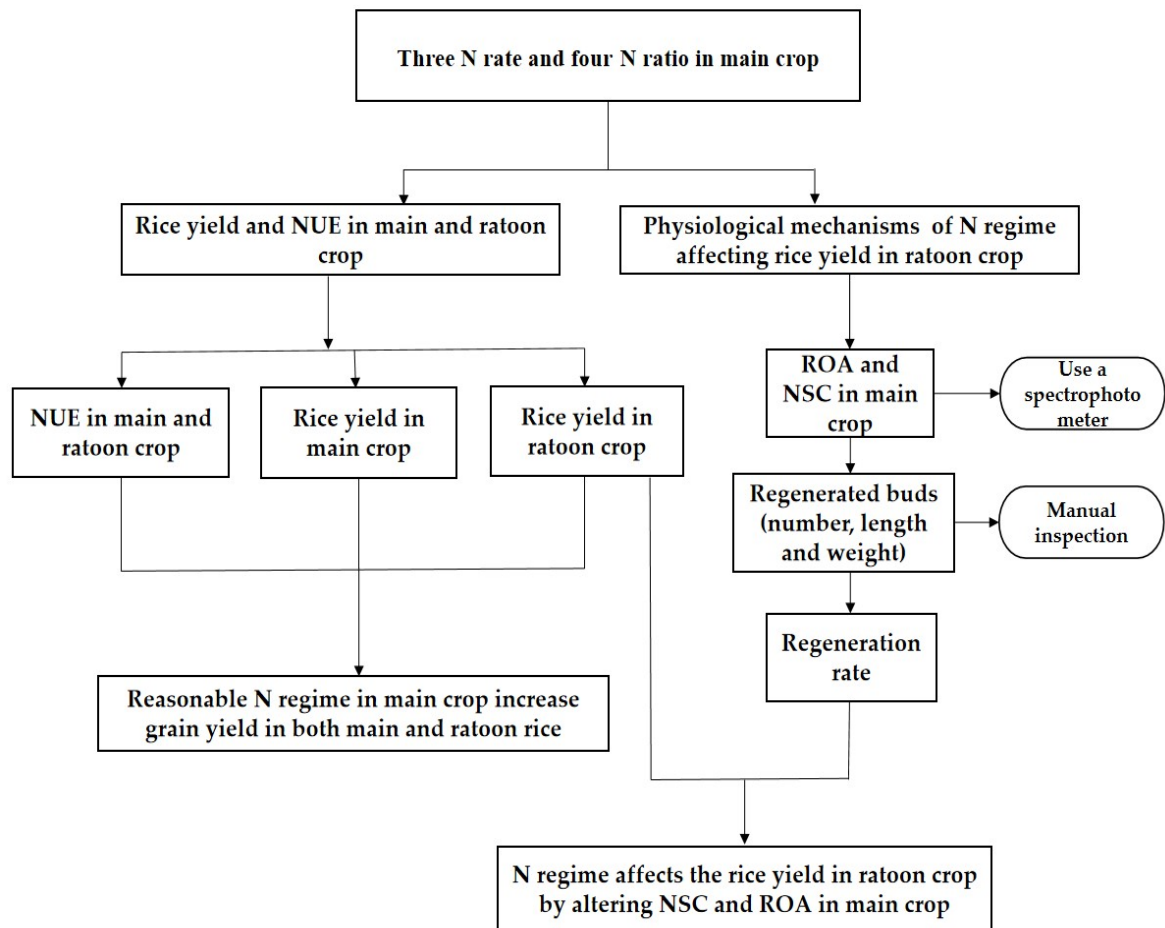 Three N rate and four N ratio in main crop
Rice yield and NUE in main and ratoon
crop
Physiological mechanisms of N regime
affecting rice yield in ratoon crop
NUE in main and
ratoon crop
Rice yield in
main crop
Rice yield in
ratoon crop
ROA and
NSC in main
crop
Use a
spectrophoto
meter
Regenerated buds
(number, length
and weight)
Manual
inspection
Regeneration
rate
Reasonable N regime in main crop increase
grain yield in both main and ratoon rice
N regime affects the rice yield in ratoon crop
by altering NSC and ROA in main crop